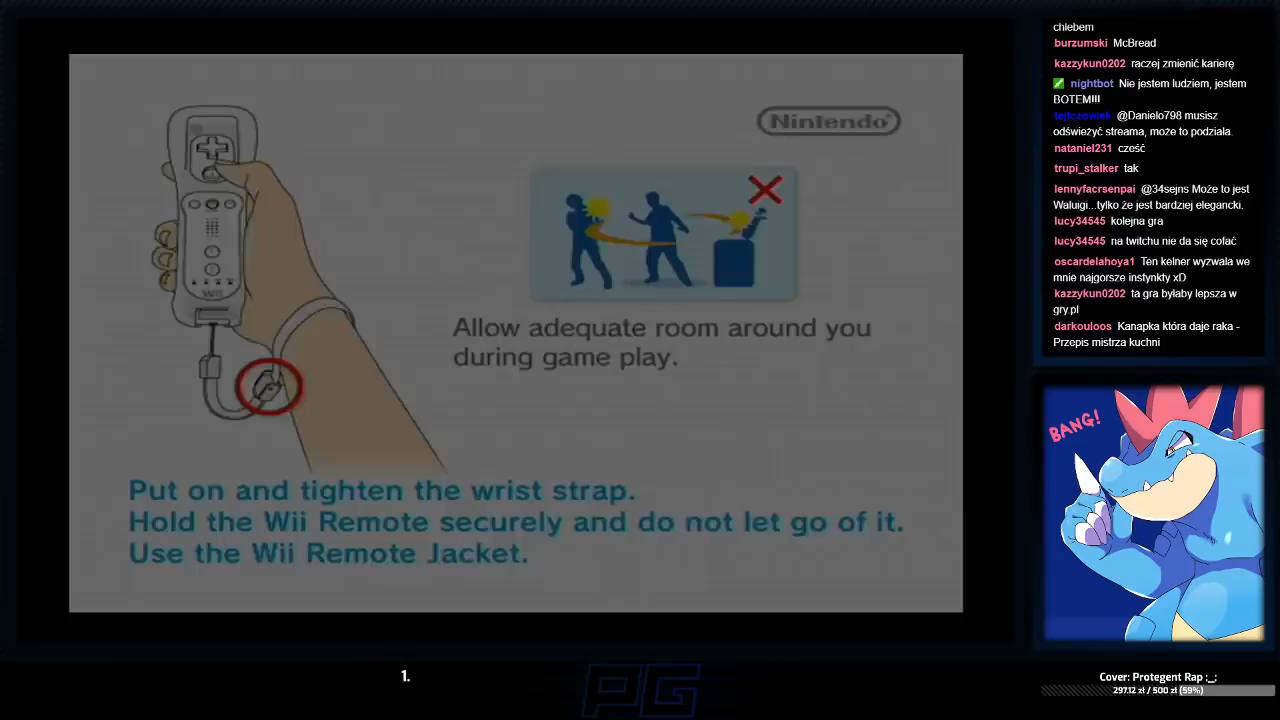 Nintendo®
Wii
Allow adequate room around you
during game play.
Put on and tighten the wrist strap.
Hold the Wii Remote securely and do not let go of it.
Use the Wii Remote Jacket.
chlebem
burzumski McBread
kazzykun0202 raczej zmienić karierę
nightbot Nie jestem ludziem, jestem
BOTEM!!!
tejtczowiek @Danielo798 musisz
odświeżyć streama, może to podziała.
nataniel231 cześć
trupi_stalker tak
lennyfacrsenpai @34sejns Może to jest
Waluigi...tylko że jest bardziej elegancki.
lucy34545 kolejna gra
lucy34545 na twitchu nie da się cofać
oscardelahoya1 Ten kelner wyzwala we
mnie najgorsze instynkty xD
kazzykun0202 ta gra byłaby lepsza w
gry.pl
darkouloos Kanapka która daje raka -
Przepis mistrza kuchni
BANG!
1.
PG
Cover: Protegent Rap :_:
297.12 zł / 500 zł (59%)